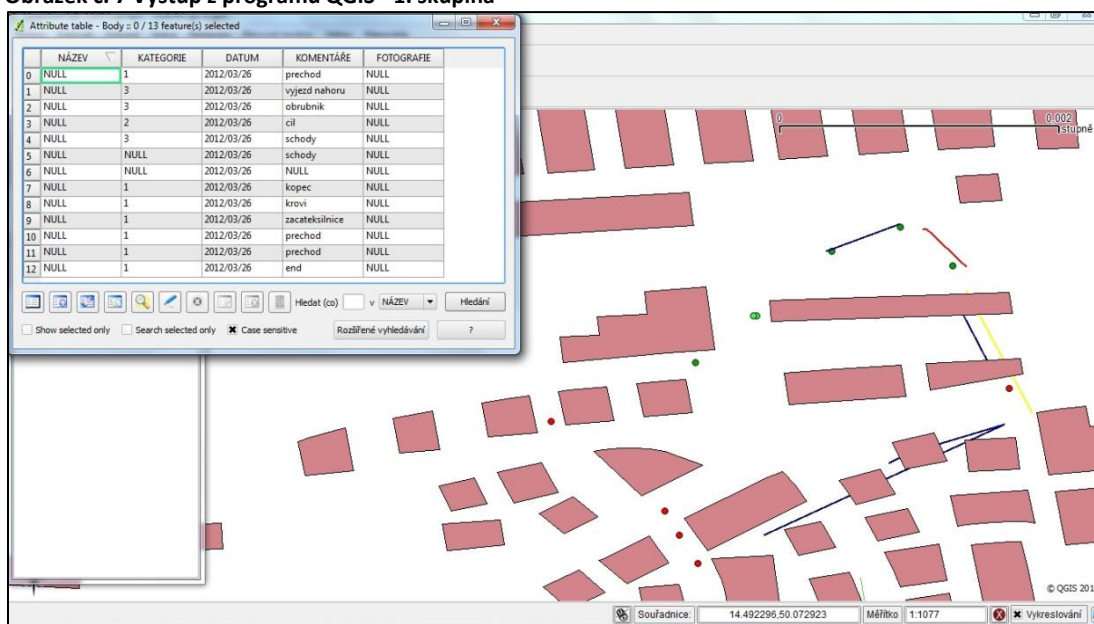 Obrázek č. 7 Výstup z programu QGIS - 1. skupina
Attribute table - Body :: 0 / 13 feature(s) selected
NÁZEV KATEGORIE DATUM KOMENTÁŘE FOTOGRAFIE
0 NULL 1 2012/03/26 prechod NULL
1 NULL 3 2012/03/26 vyjezd nahoru NULL
2 NULL 3 2012/03/26 obrubnik NULL
3 NULL 2 2012/03/26 cil NULL
4 NULL 3 2012/03/26 schody NULL
5 NULL NULL 2012/03/26 schody NULL
6 NULL NULL 2012/03/26 NULL NULL
7 NULL 1 2012/03/26 kopec NULL
8 NULL 1 2012/03/26 krovi NULL
9 NULL 1 2012/03/26 zacateksilnice NULL
10 NULL 1 2012/03/26 prechod NULL
11 NULL 1 2012/03/26 prechod NULL
12 NULL 1 2012/03/26 end NULL
Hledat (co) v NÁZEV Hledání
Show selected only Search selected only Case sensitive Rozšířené vyhledávání ?
0 0.002
stupně
© QGIS 201
Souřadnice: 14.492296,50.072923 Měřítko 1:1077 Vykreslování